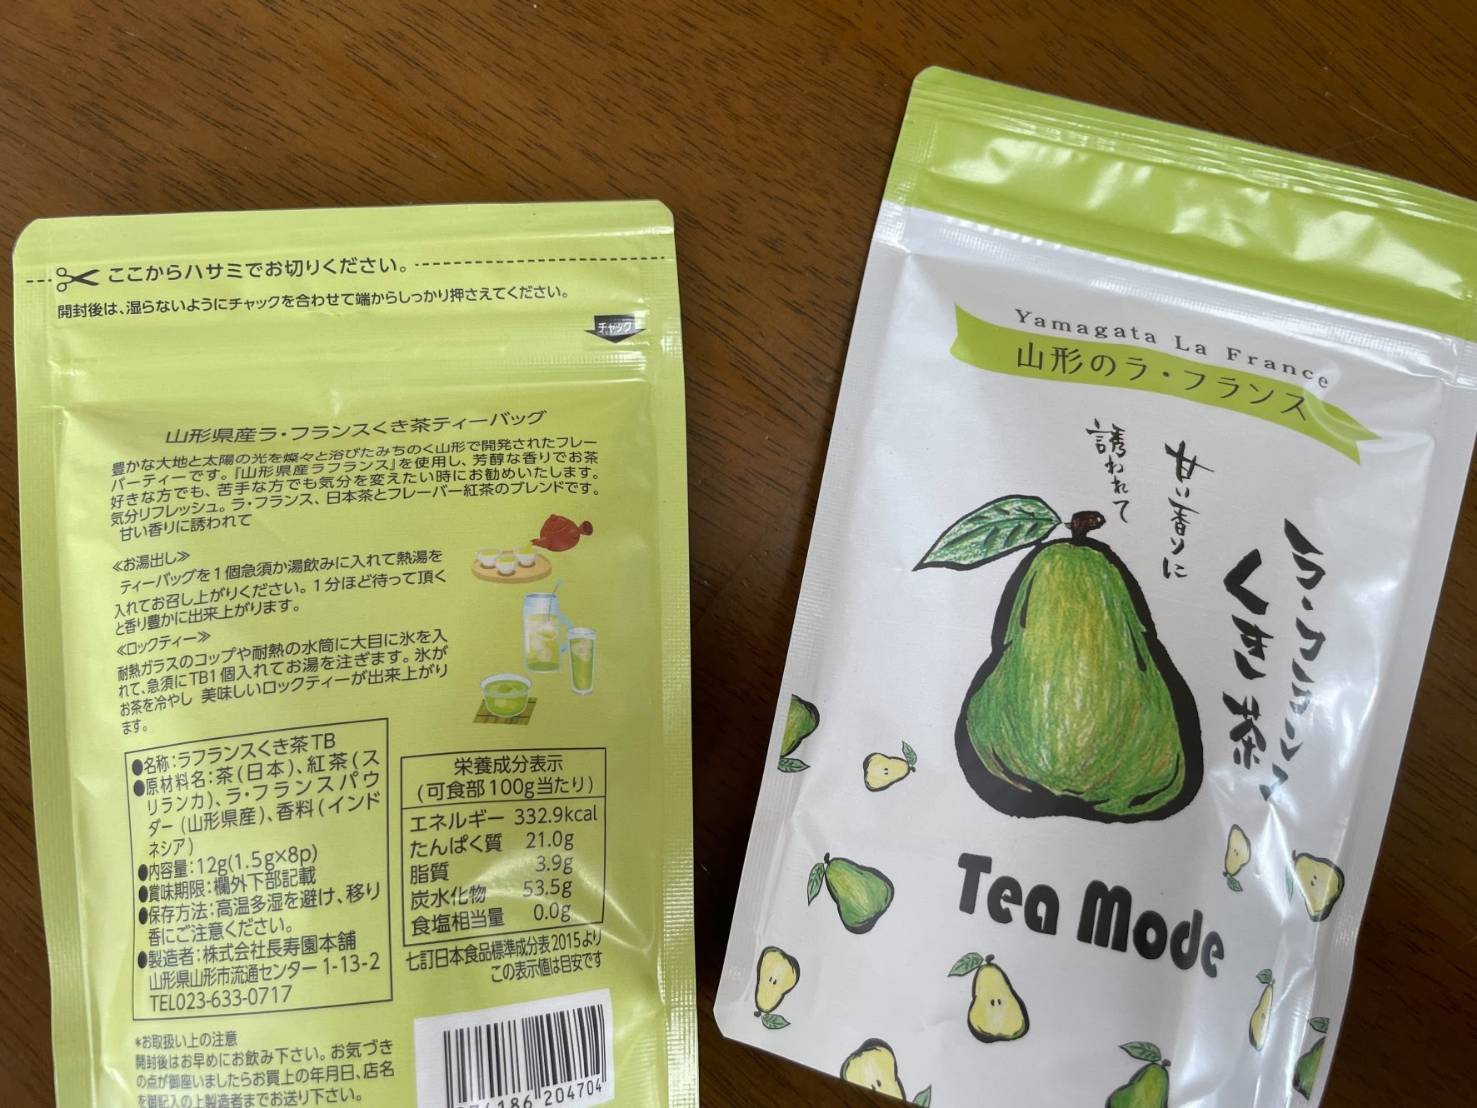 ここからハサミでお切りください。
開封後は、湿らないようにチャックを合わせて端からしっかり押さえてください。
チャック
山形県産ラ・フランスくき茶ティーバッグ
豊かな大地と太陽の光を燦々と浴びたみちのく山形で開発されたフレー
バーティーです。『山形県産ラフランス』を使用し、芳醇な香りでお茶
好きな方でも、苦手な方でも気分を変えたい時にお勧めいたします。
気分リフレッシュ。ラ・フランス、日本茶とフレーバー紅茶のブレンドです。
甘い香りに誘われて
≪お湯出し≫
ティーバッグを1個急須か湯飲みに入れて熱湯を
入れてお召し上がりください。1分ほど待って頂く
と香り豊かに出来上がります。
≪ロックティー≫
耐熱ガラスのコップや耐熱の水筒に大目に氷を入
れて、急須にTB1個入れてお湯を注ぎます。氷が
お茶を冷やし 美味しいロックティーが出来上がり
ます。
●名称：ラフランスくき茶TB
●原材料名：茶(日本)、紅茶(ス
リランカ)、ラ・フランスパウ
ダー(山形県産)、香料(インド
ネシア)
●内容量：12g(1.5g×8p)
●賞味期限：欄外下部記載
●保存方法：高温多湿を避け、移り
香にご注意ください。
●製造者：株式会社長寿園本舗
山形県山形市流通センター1-13-2
TEL023-633-0717
栄養成分表示
(可食部100g当たり)
エネルギー 332.9kcal
たんぱく質 21.0g
脂質 3.9g
炭水化物 53.5g
食塩相当量 0.0g
七訂日本食品標準成分表2015より
この表示値は目安です
*お取扱い上の注意
開封後はお早めにお飲み下さい。お気づき
の点が御座いましたらお買上の年月日、店名
を御記入の上製造者までお送り下さい。
186 204704
Yamagata La France
山形のラ・フランス
甘い香りに
誘われて
ラ・フランス
くき茶
Tea Mode